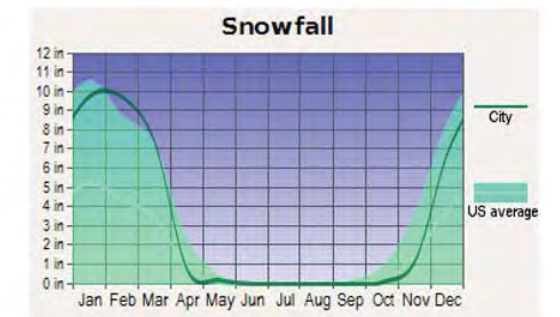 Snowfall
12 in
11 in
10 in
9 in
8 in
7 in
6 in
5 in
4 in
3 in
2 in
1 in
0 in
Jan Feb Mar Apr May Jun Jul Aug Sep Oct Nov Dec
City
US average